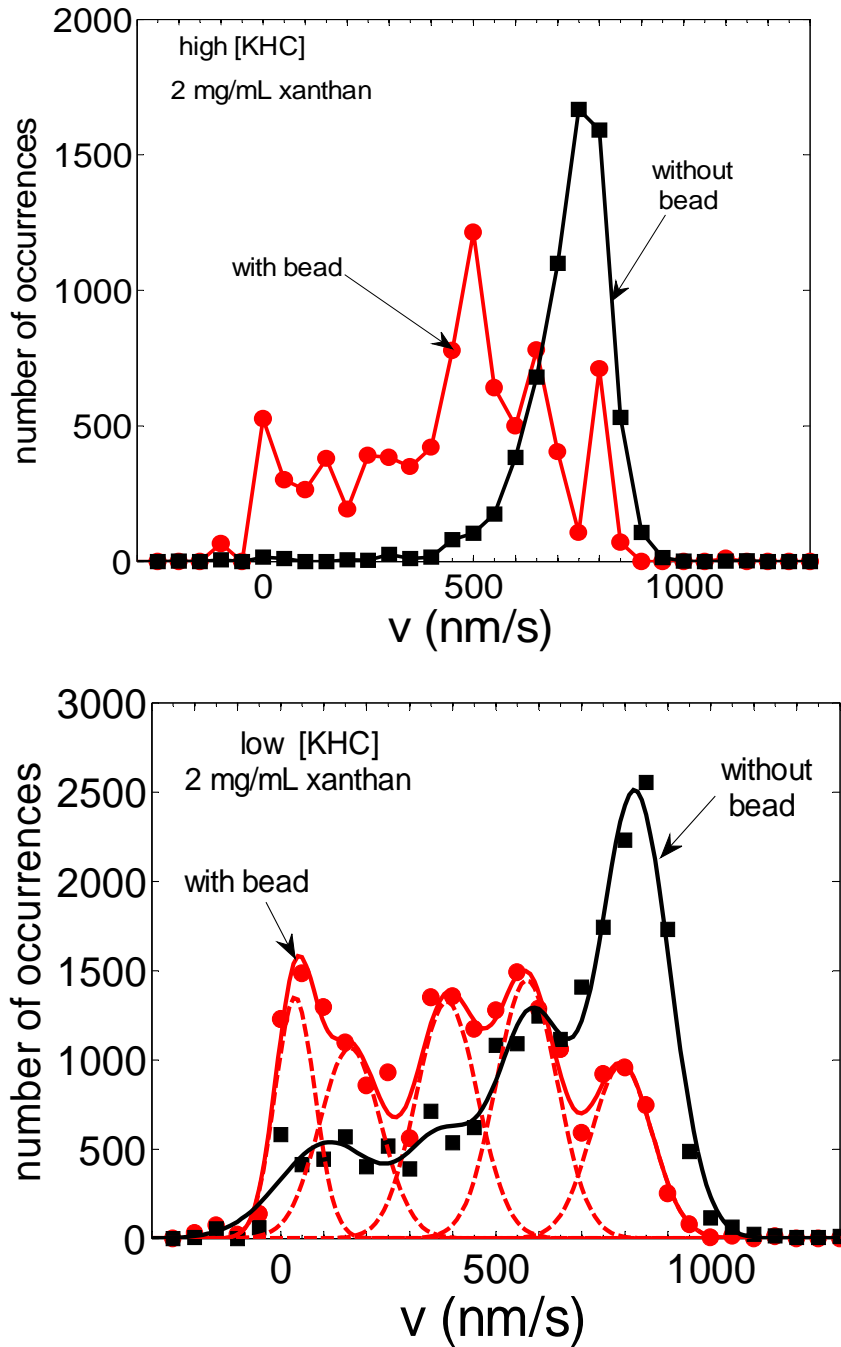 2000
high [KHC]
2 mg/mL xanthan
1500
without
bead
with bead
1000
500
0
number of occurrences
0 500 1000
v (nm/s)
3000
low [KHC]
2 mg/mL xanthan
without
bead
2500
2000
with bead
1500
1000
500
0
number of occurrences
0 500 1000
v (nm/s)